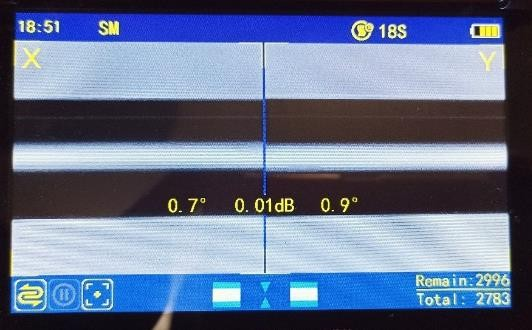 18:51 SM 18S
X Y
0.7° 0.01dB 0.9°
Remain:2996
Total: 2783